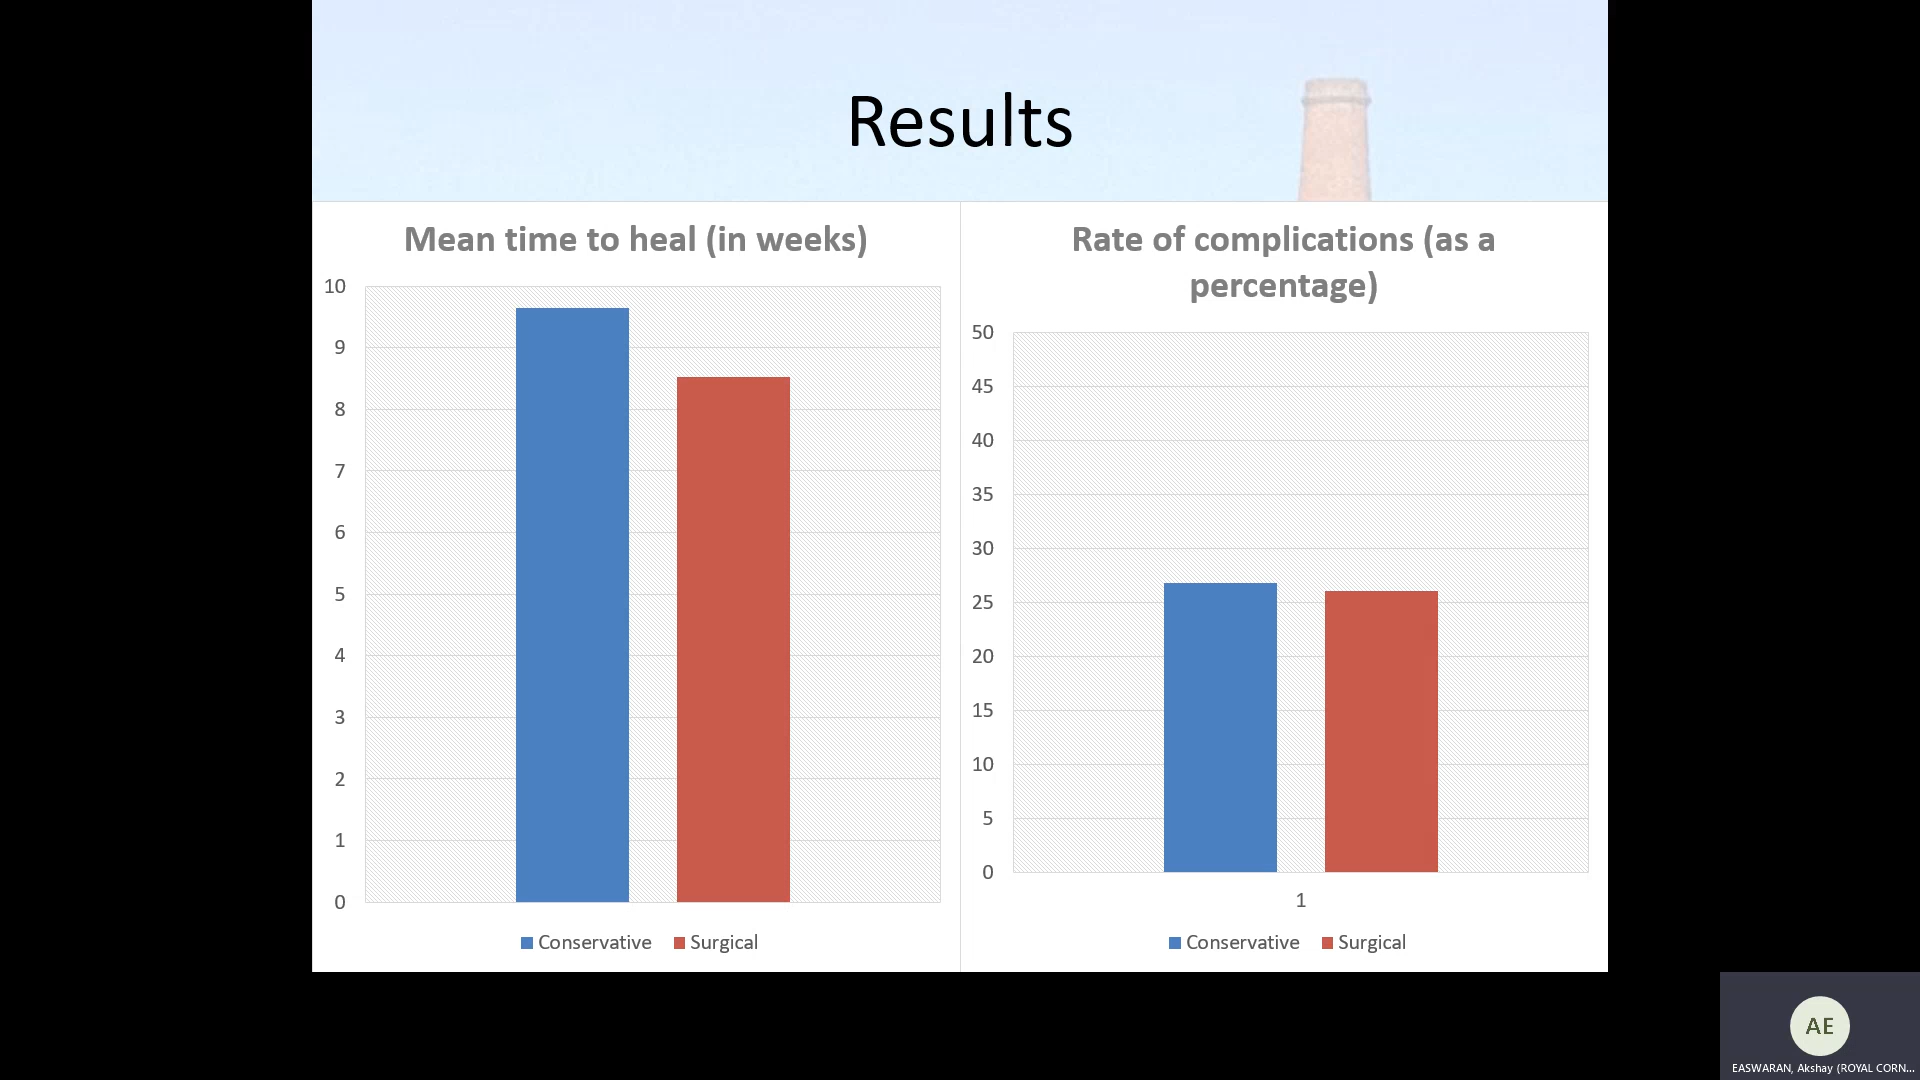 Results
Mean time to heal (in weeks)
10
9
8
7
6
5
4
3
2
1
0
Conservative
Surgical
Rate of complications (as a
percentage)
50
45
40
35
30
25
20
15
10
5
0
1
Conservative
Surgical
AE
EASWARAN, Akshay (ROYAL CORN...